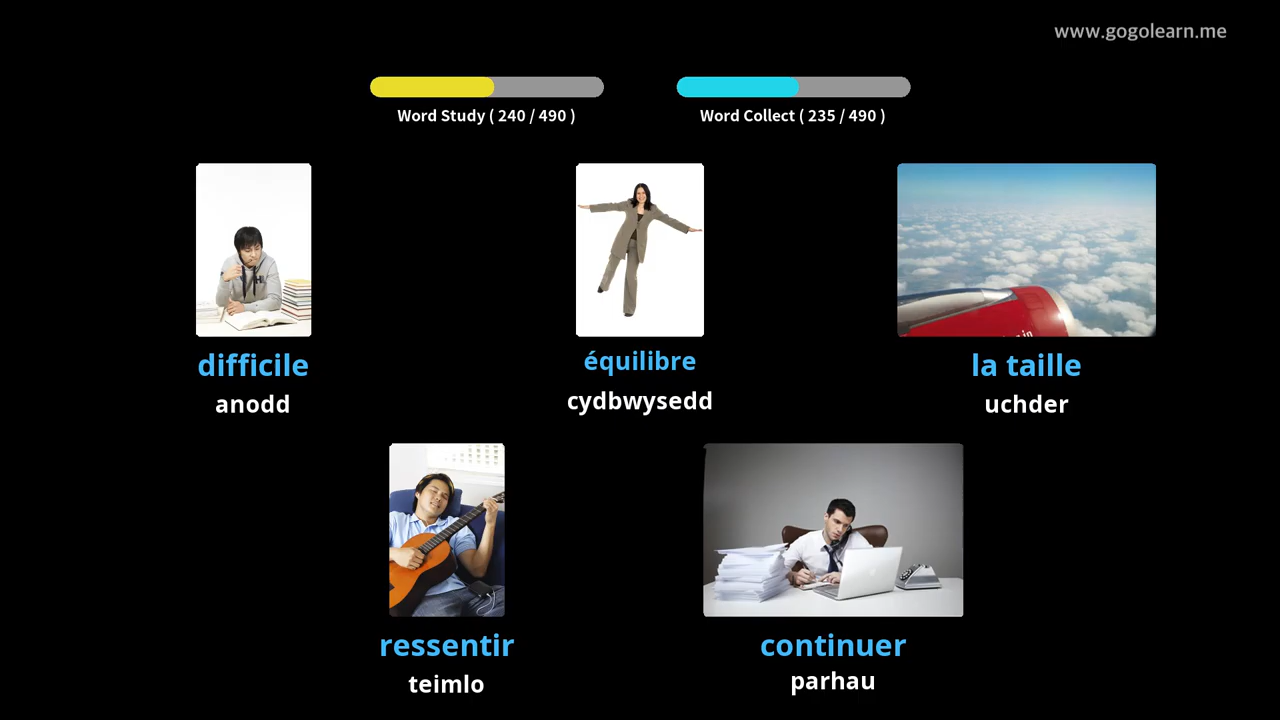 www.gogolearn.me
Word Study ( 240 / 490 )
Word Collect ( 235 / 490 )
difficile
anodd
équilibre
cydbwysedd
la taille
uchder
ressentir
teimlo
continuer
parhau